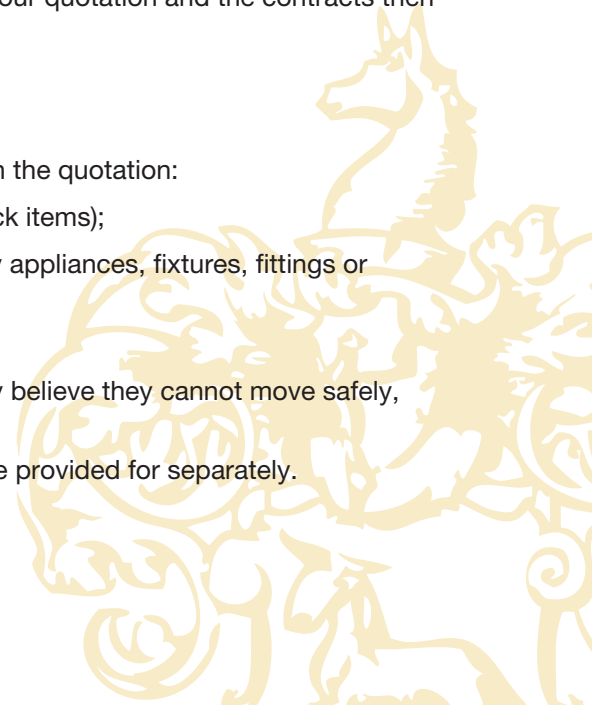 our quotation and the contracts then
the quotation:
ck items);
appliances, fixtures, fittings or
believe they cannot move safely,
provided for separately.